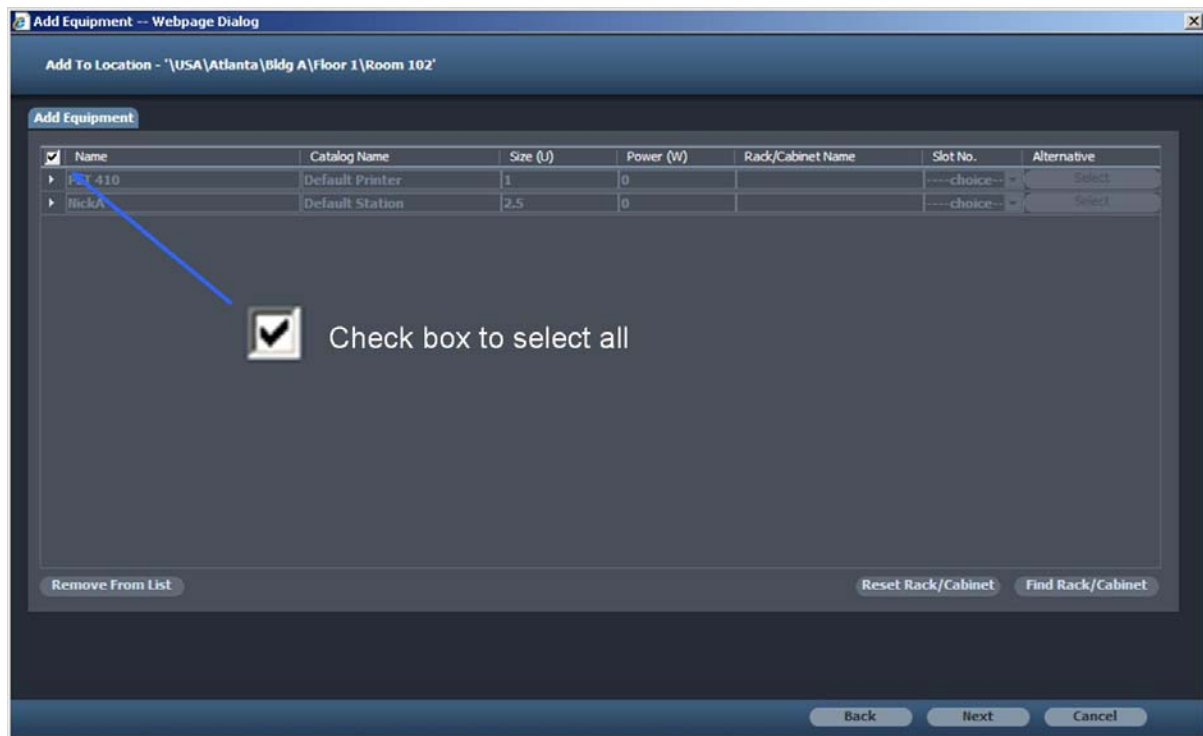 Add Equipment -- Webpage Dialog
Add To Location - '\USA\Atlanta\Bldg A\Floor 1\Room 102'
Add Equipment
Name Catalog Name Size (U) Power (W) Rack/Cabinet Name Slot No. Alternative
410 Default Printer 1 0 ----choice-- Select
NickA Default Station 2.5 0 ----choice-- Select
Check box to select all
Remove From List Reset Rack/Cabinet Find Rack/Cabinet
Back Next Cancel